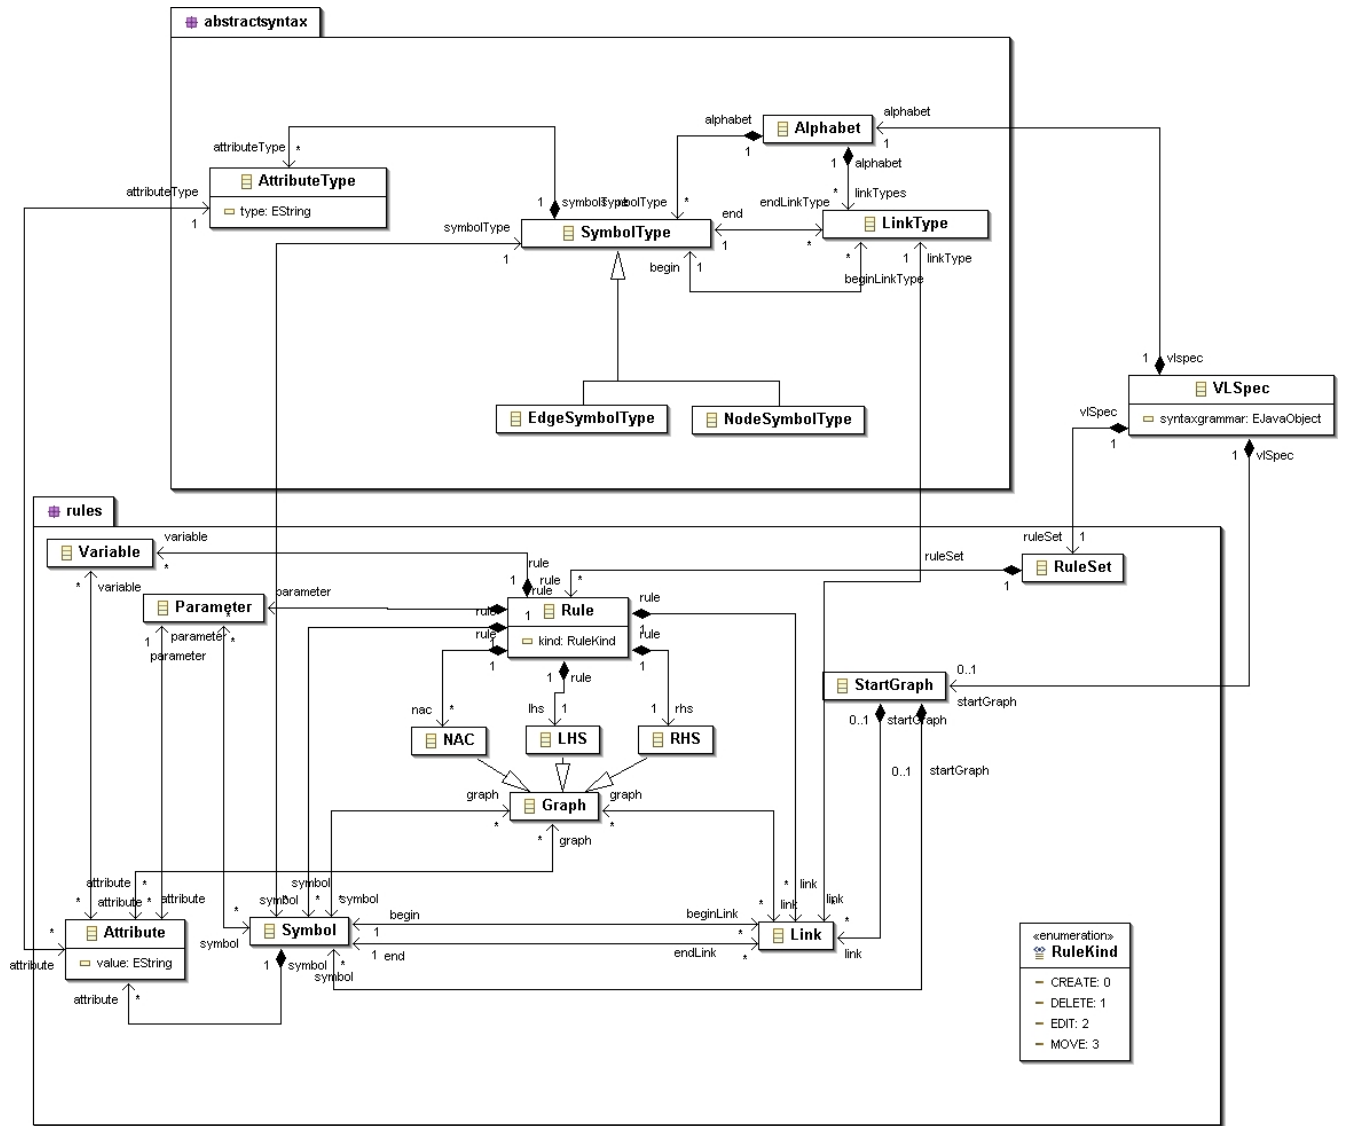 abstractsyntax
alphabet
alphabet
Alphabet
1
1
1
alphabet
attributeType
*
AttributeType
type: EString
attributeType
1
1
symbolType
symbolType
*
*
linkTypes
endLinkType
LinkType
end
1
*
SymbolType
symbolType
1
begin
1
*
beginLinkType
1
linkType
EdgeSymbolType
NodeSymbolType
1
vlspec
VLSpec
syntaxgrammar: EJavaObject
vlSpec
1
1
vlSpec
rules
Variable
variable
*
*
variable
ruleSet
1
RuleSet
ruleSet
1
rule
1
rule
rule
*
Parameter
parameter
*
rule
1
Rule
kind: RuleKind
rule
1
rule
1
rule
1
1
parameter
*
parameter
1
rule
StartGraph
0..1
startGraph
0..1
startGraph
0..1
startGraph
nac
*
lhs
1
1
rhs
NAC
LHS
RHS
Graph
graph
*
graph
*
*
graph
attribute
*
attribute
*
attribute
*
symbol
*
symbol
*
symbol
*
link
*
link
*
link
*
Attribute
value: EString
*
attribute
*
symbol
Symbol
begin
1
1
end
beginLink
*
endLink
*
Link
*
link
1
symbol
*
symbol
attribute
*
«enumeration»
RuleKind
CREATE: 0
DELETE: 1
EDIT: 2
MOVE: 3